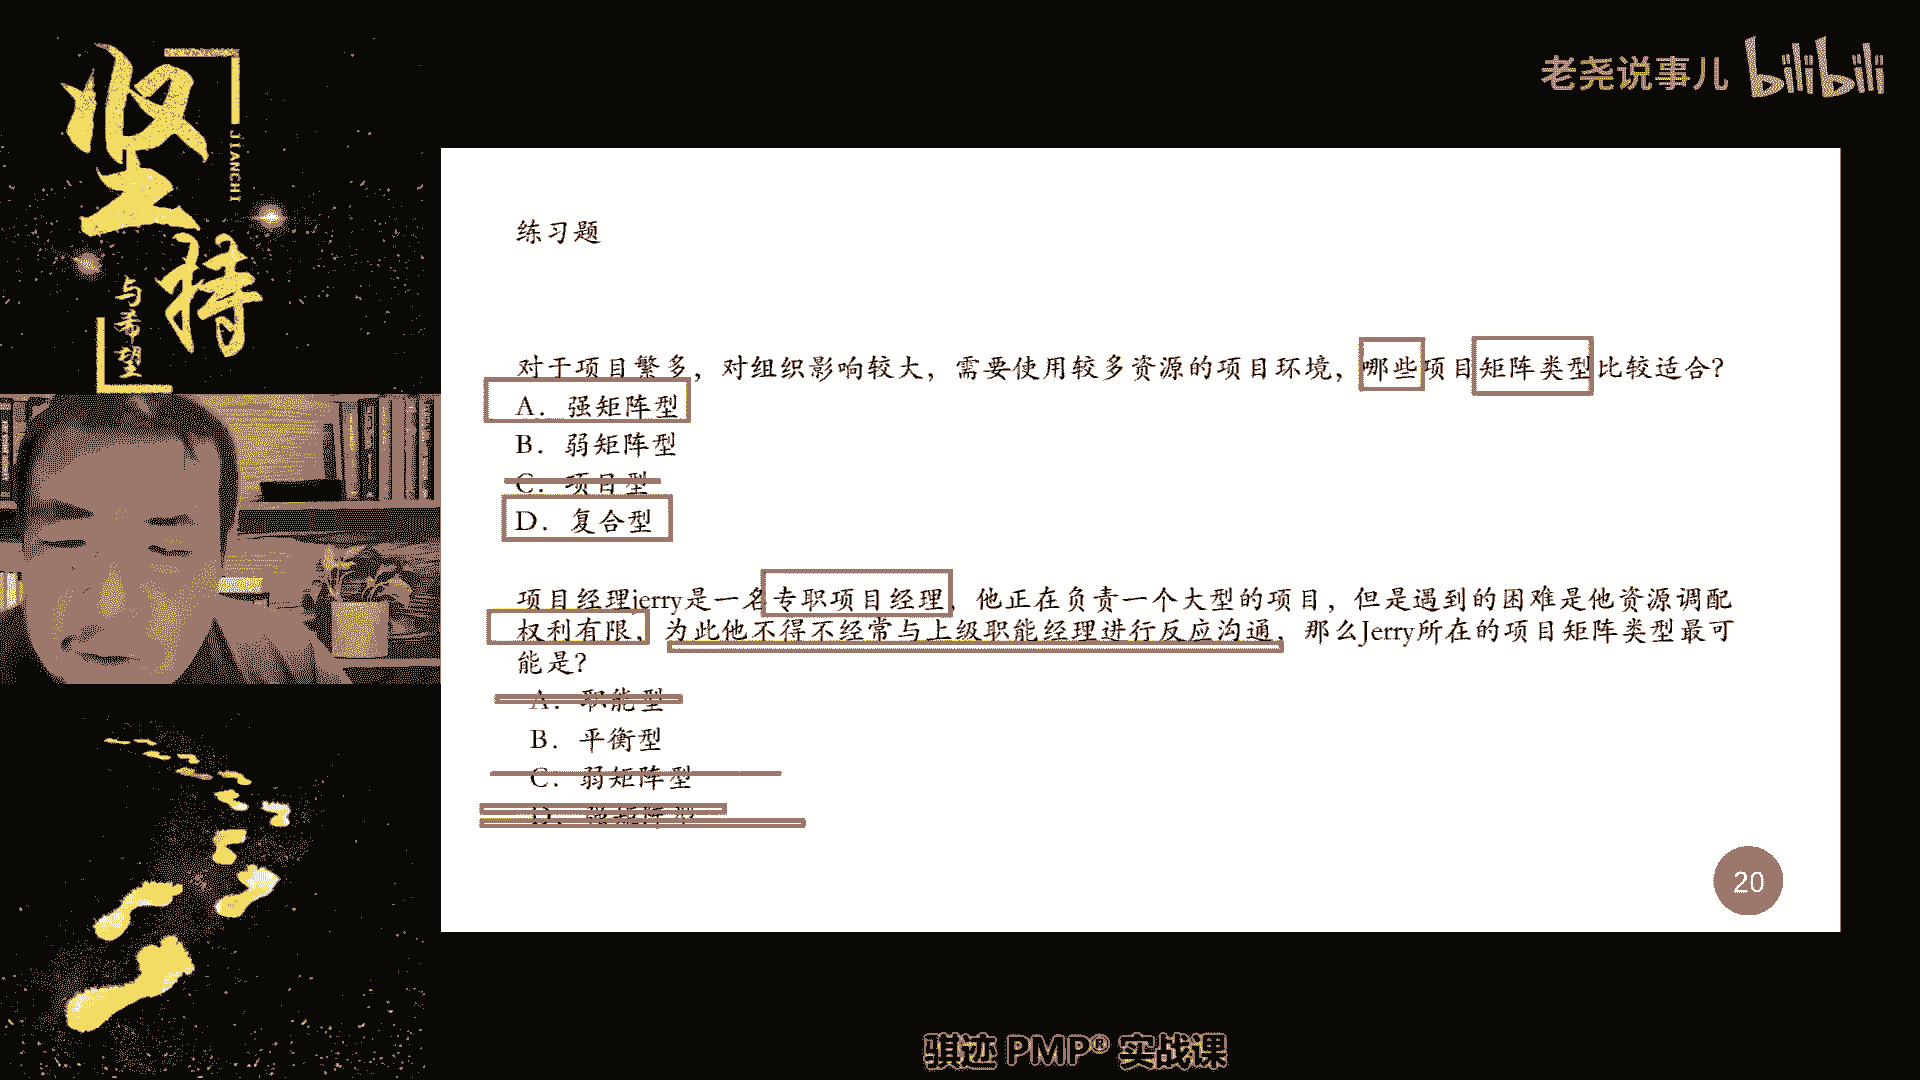 坚持
JIANCHI
与希望
老尧说事儿 bilibili
练习题
对于项目繁多，对组织影响较大，需要使用较多资源的项目环境，哪些项目矩阵类型比较适合？
A. 强矩阵型
B. 弱矩阵型
C. 项目型
D. 复合型
项目经理jerry是一名专职项目经理，他正在负责一个大型的项目，但是遇到的困难是他资源调配
权利有限，为此他不得不经常与上级职能经理进行反应沟通，那么Jerry所在的项目矩阵类型最可
能是？
A. 职能型
B. 平衡型
C. 弱矩阵型
D. 强矩阵型
20
骐迹 PMP® 实战课